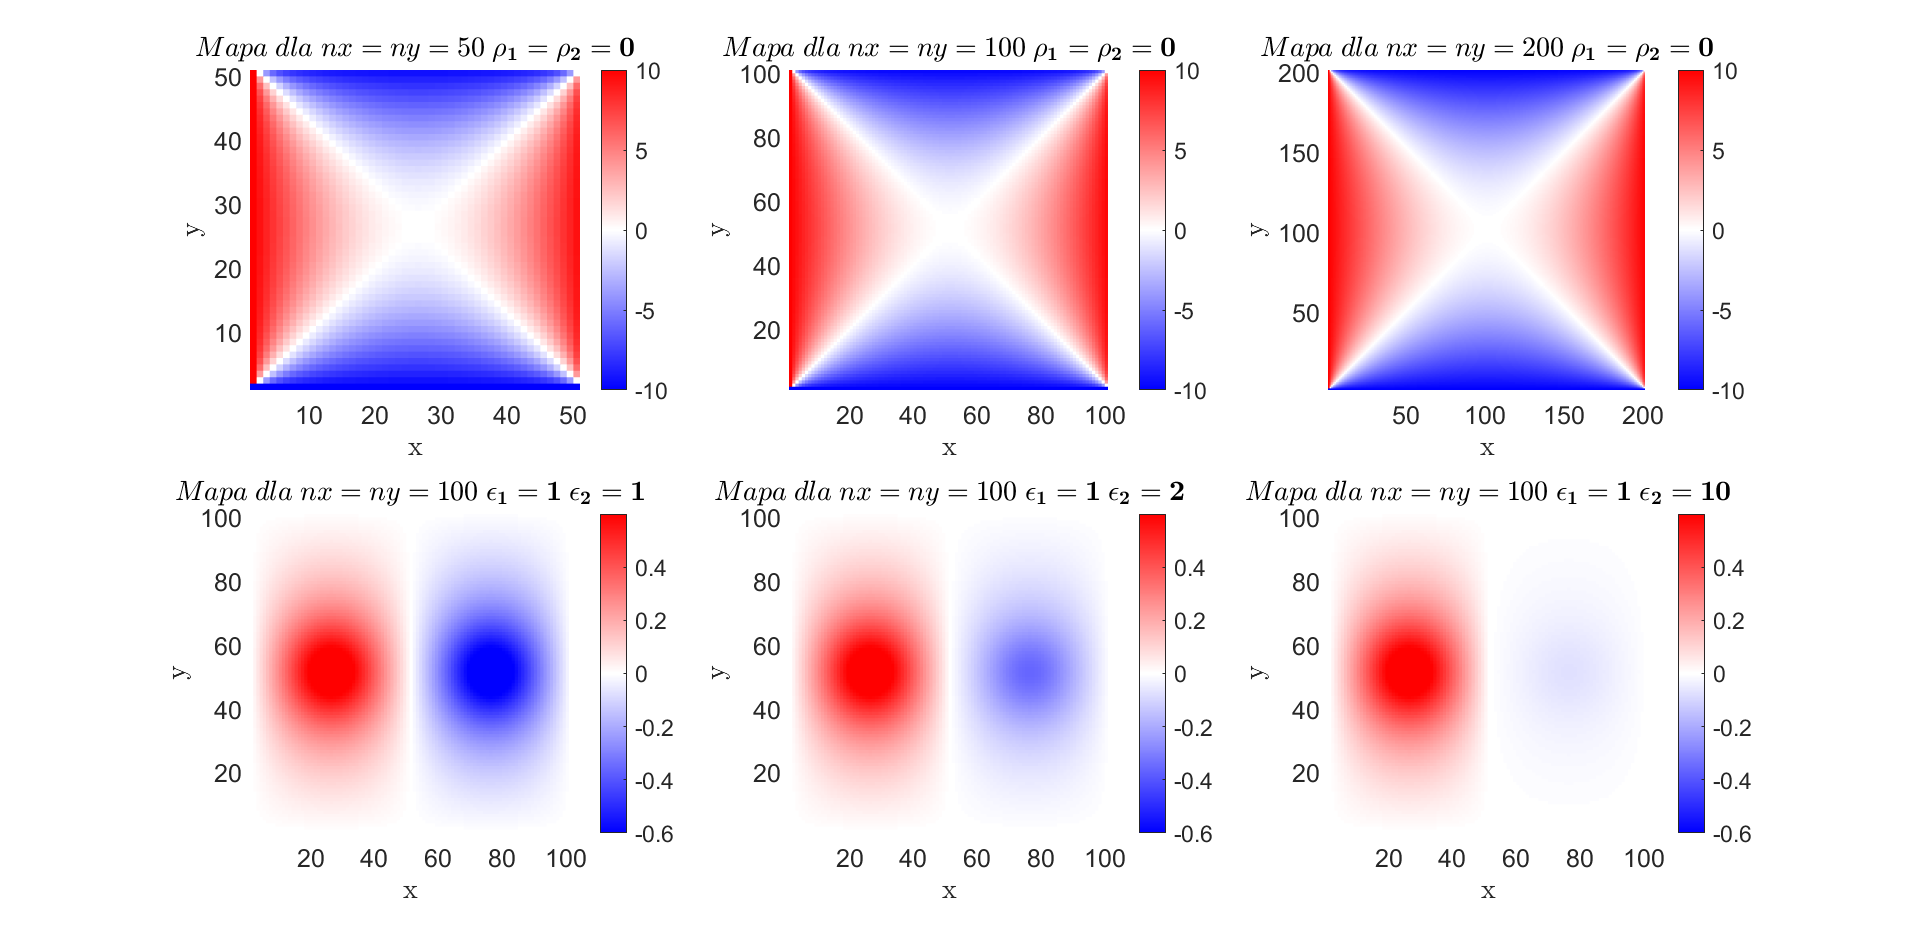 Mapa dla nx = ny = 50 ρ₁ = ρ₂ = 0
50
40
30
20
10
y
10 20 30 40 50
x
10
5
0
-5
-10
Mapa dla nx = ny = 100 ρ₁ = ρ₂ = 0
100
80
60
40
20
y
20 40 60 80 100
x
10
5
0
-5
-10
Mapa dla nx = ny = 200 ρ₁ = ρ₂ = 0
200
150
100
50
y
50 100 150 200
x
10
5
0
-5
-10
Mapa dla nx = ny = 100 ϵ₁ = 1 ϵ₂ = 1
100
80
60
40
20
y
20 40 60 80 100
x
0.4
0.2
0
-0.2
-0.4
-0.6
Mapa dla nx = ny = 100 ϵ₁ = 1 ϵ₂ = 2
100
80
60
40
20
y
20 40 60 80 100
x
0.4
0.2
0
-0.2
-0.4
-0.6
Mapa dla nx = ny = 100 ϵ₁ = 1 ϵ₂ = 10
100
80
60
40
20
y
20 40 60 80 100
x
0.4
0.2
0
-0.2
-0.4
-0.6